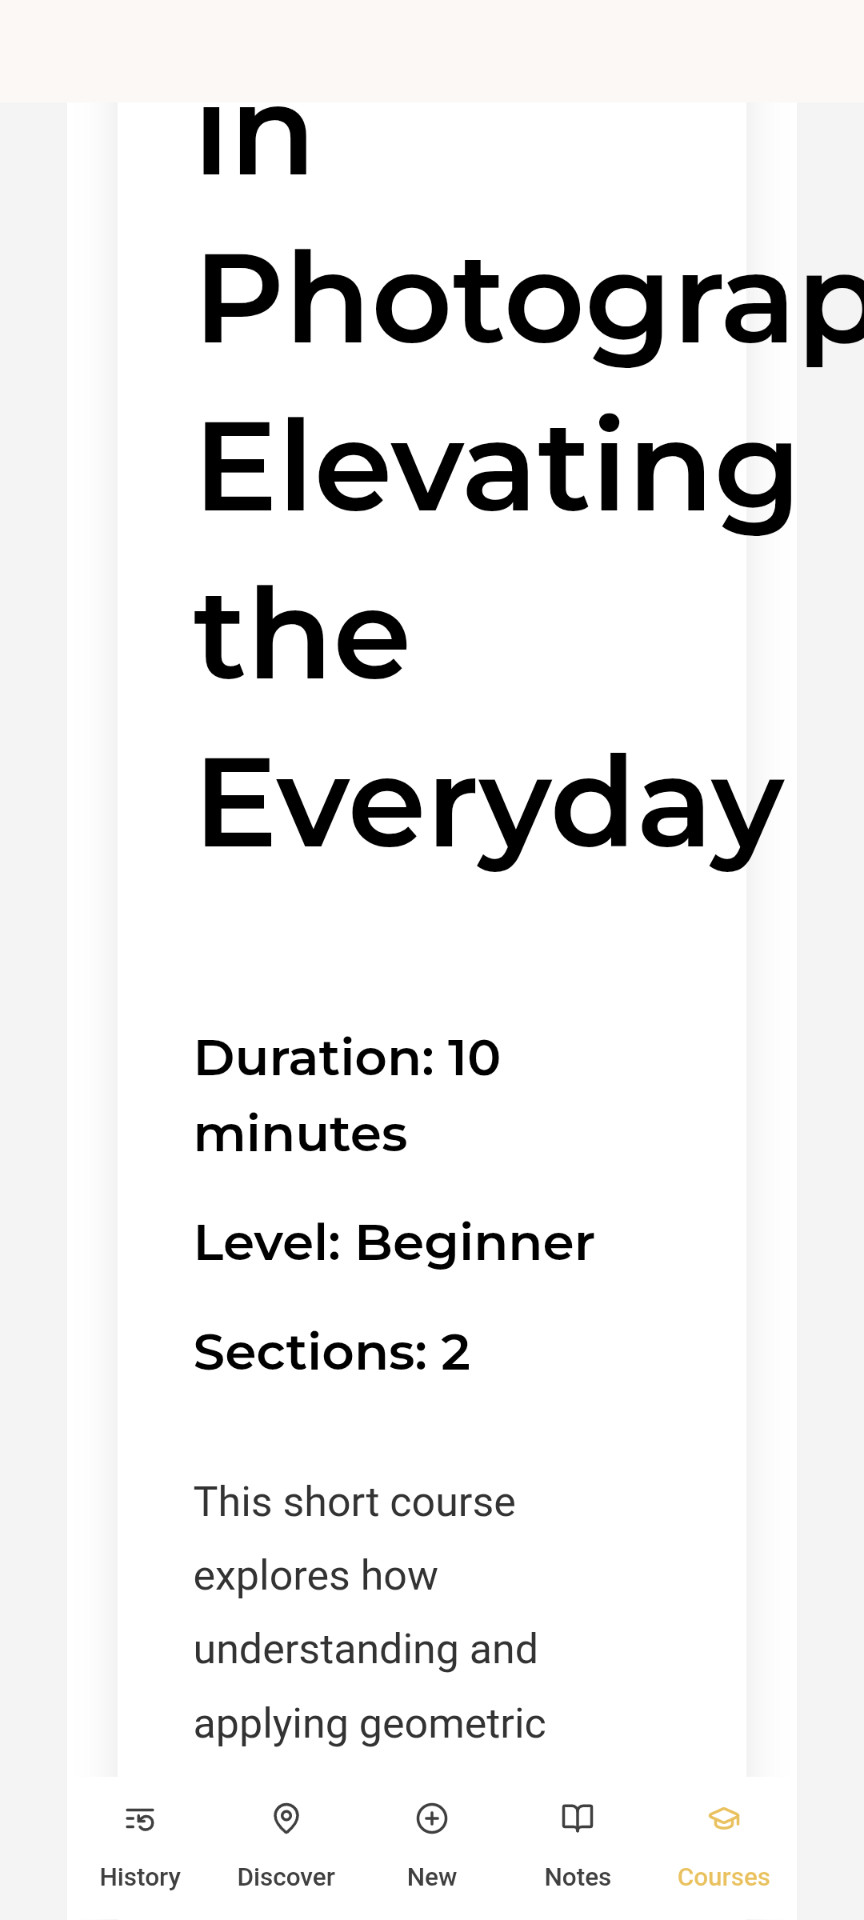 in
Photograp
Elevating
the
Everyday
Duration: 10
minutes
Level: Beginner
Sections: 2
This short course
explores how
understanding and
applying geometric
History Discover New Notes Courses